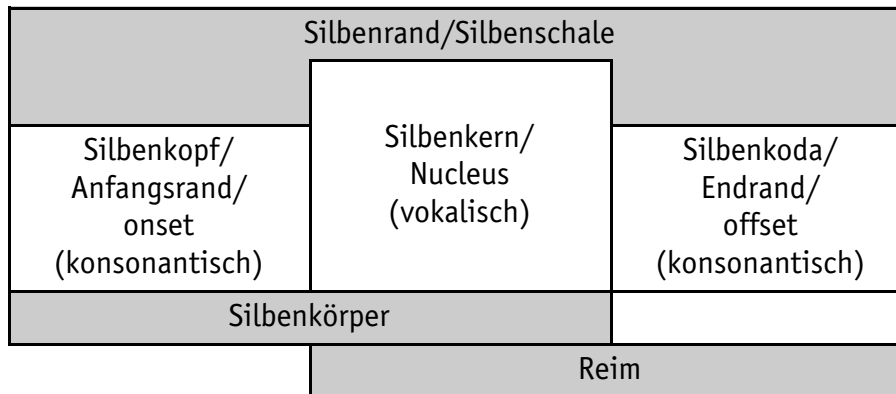 Silbenrand/Silbenschale
Silbenkopf/
Anfangsrand/
onset
(konsonantisch)
Silbenkern/
Nucleus
(vokalisch)
Silbenkoda/
Endrand/
offset
(konsonantisch)
Silbenkörper
Reim